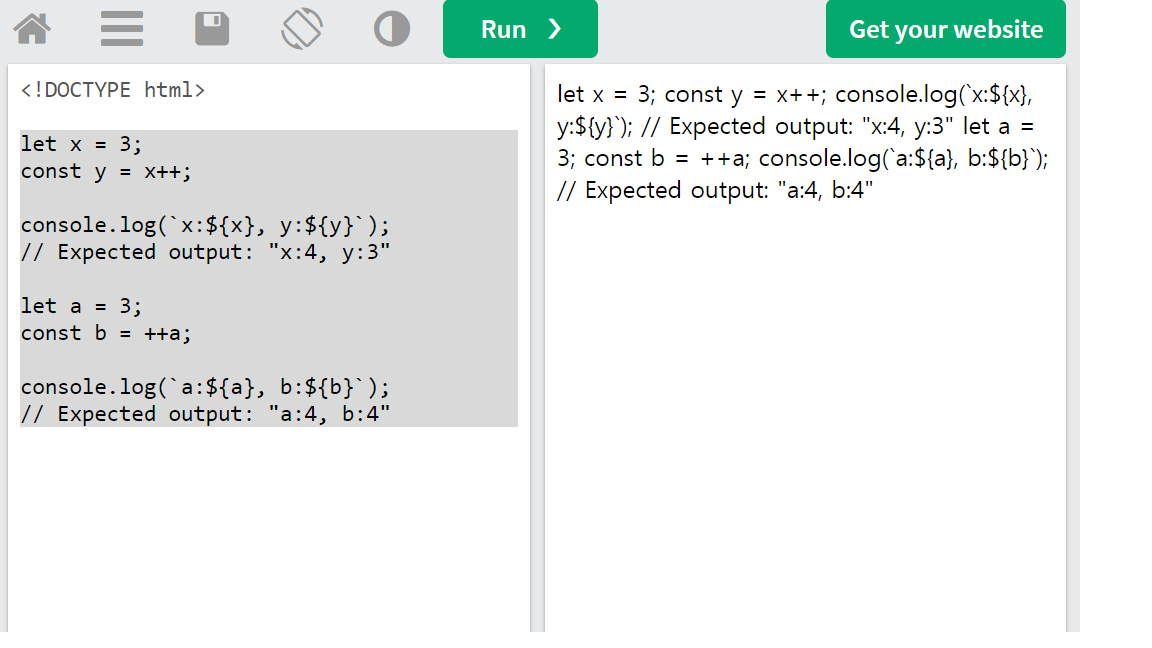 Run ❯
Get your website
<!DOCTYPE html>
let x = 3;
const y = x++;
console.log(`x:${x}, y:${y}`);
// Expected output: "x:4, y:3"
let a = 3;
const b = ++a;
console.log(`a:${a}, b:${b}`);
// Expected output: "a:4, b:4"
let x = 3; const y = x++; console.log(`x:${x},
y:${y}`); // Expected output: "x:4, y:3" let a =
3; const b = ++a; console.log(`a:${a}, b:${b}`);
// Expected output: "a:4, b:4"